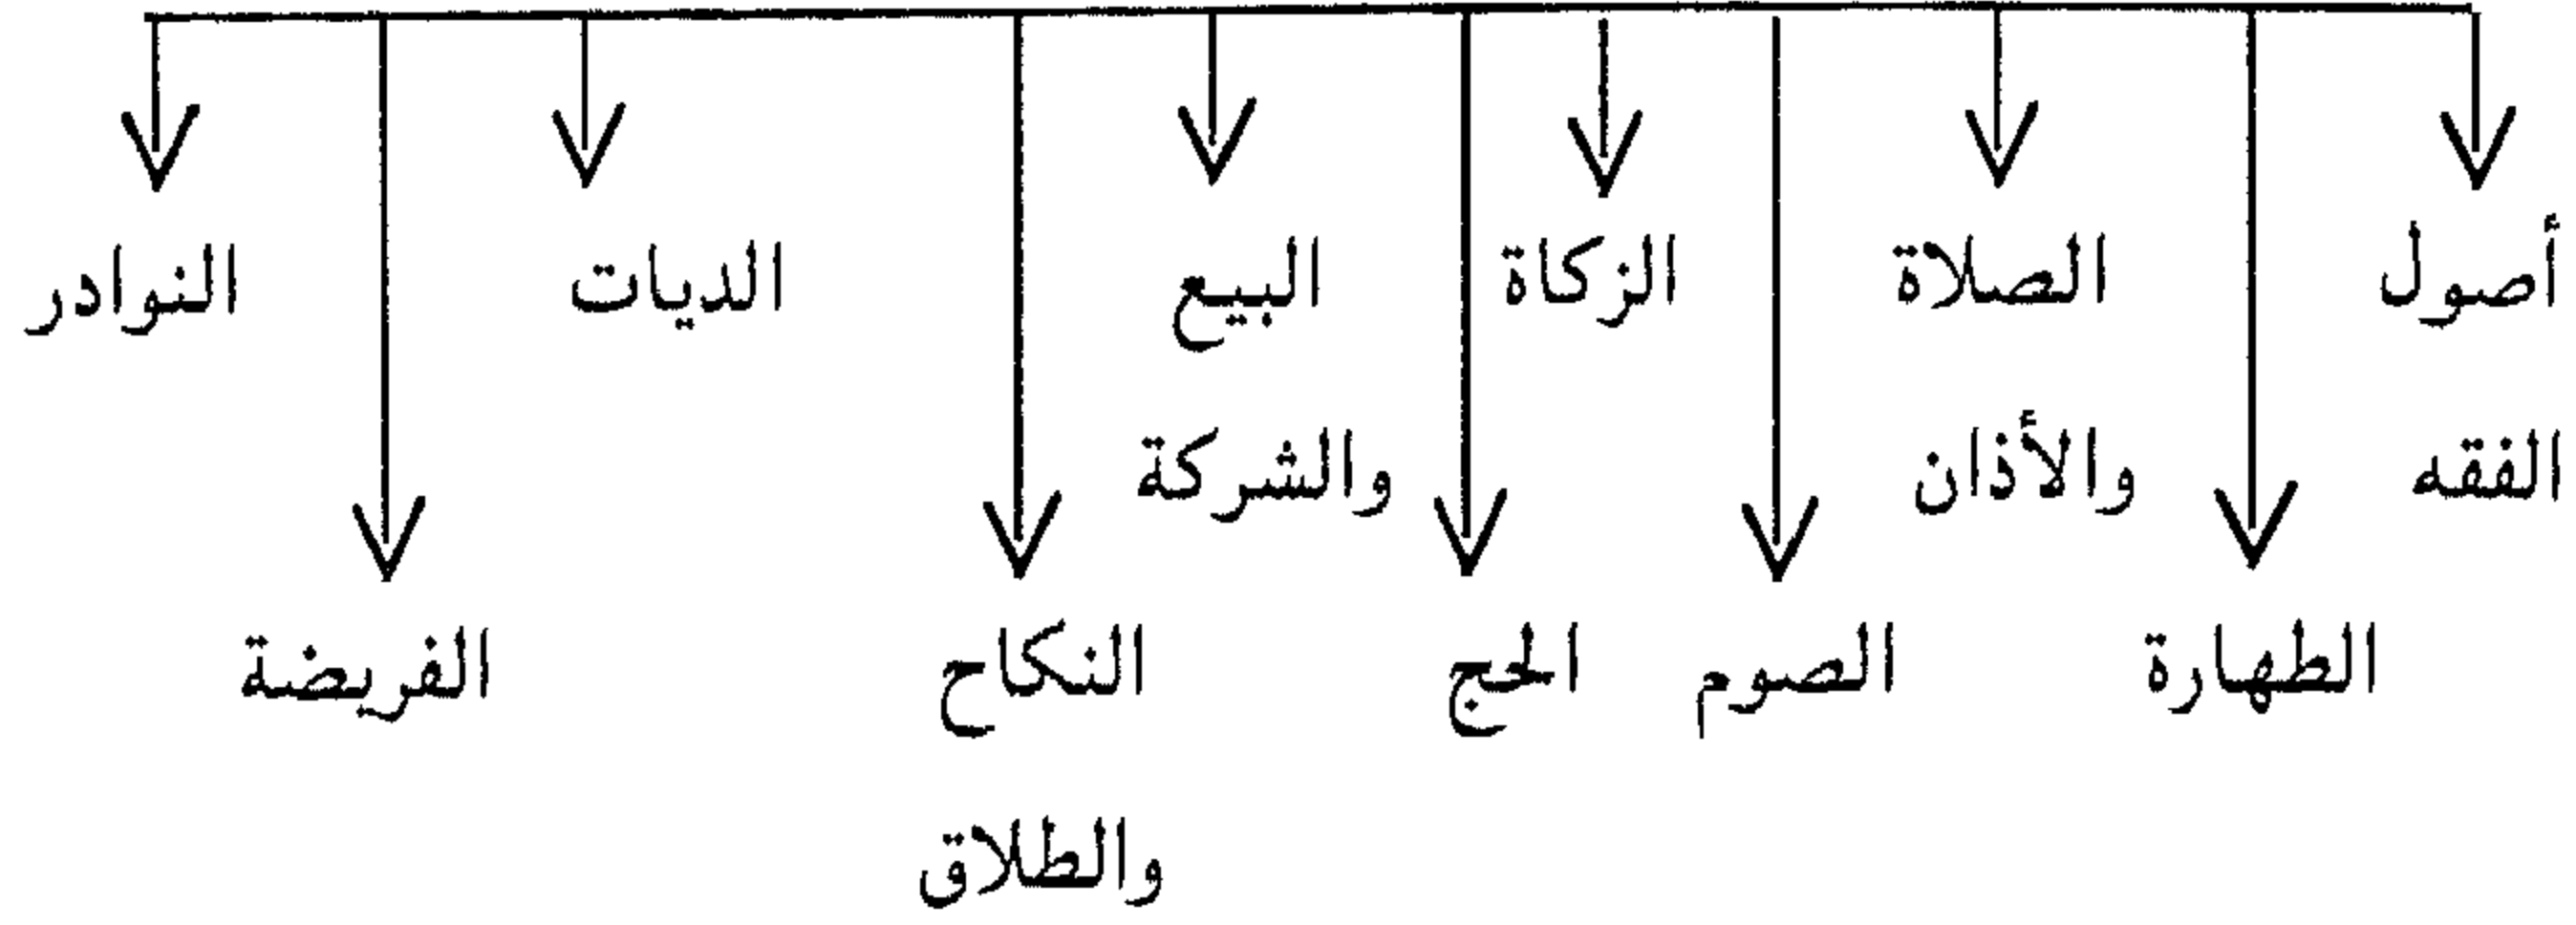 أصول
الفقه
الطهارة
الصلاة
والأذان
الصوم
الزكاة
الحج
البيع
والشركة
النكاح
والطلاق
الديات
الفريضة
النوادر